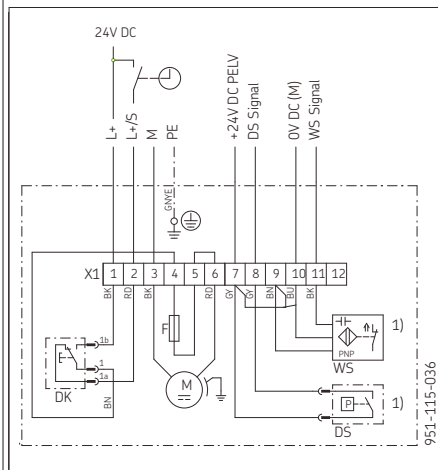 24V DC
L+
L+/S
M
PE
+24V DC PELV
DS Signal
0V DC (M)
WS Signal
GNYE
X1 1 2 3 4 5 6 7 8 9 10 11 12
BK RD BK RD GY GY BN BU BK
F
1b
1
1a
BN
DK
M
PNP
WS
1)
P
DS
1)
951-115-036